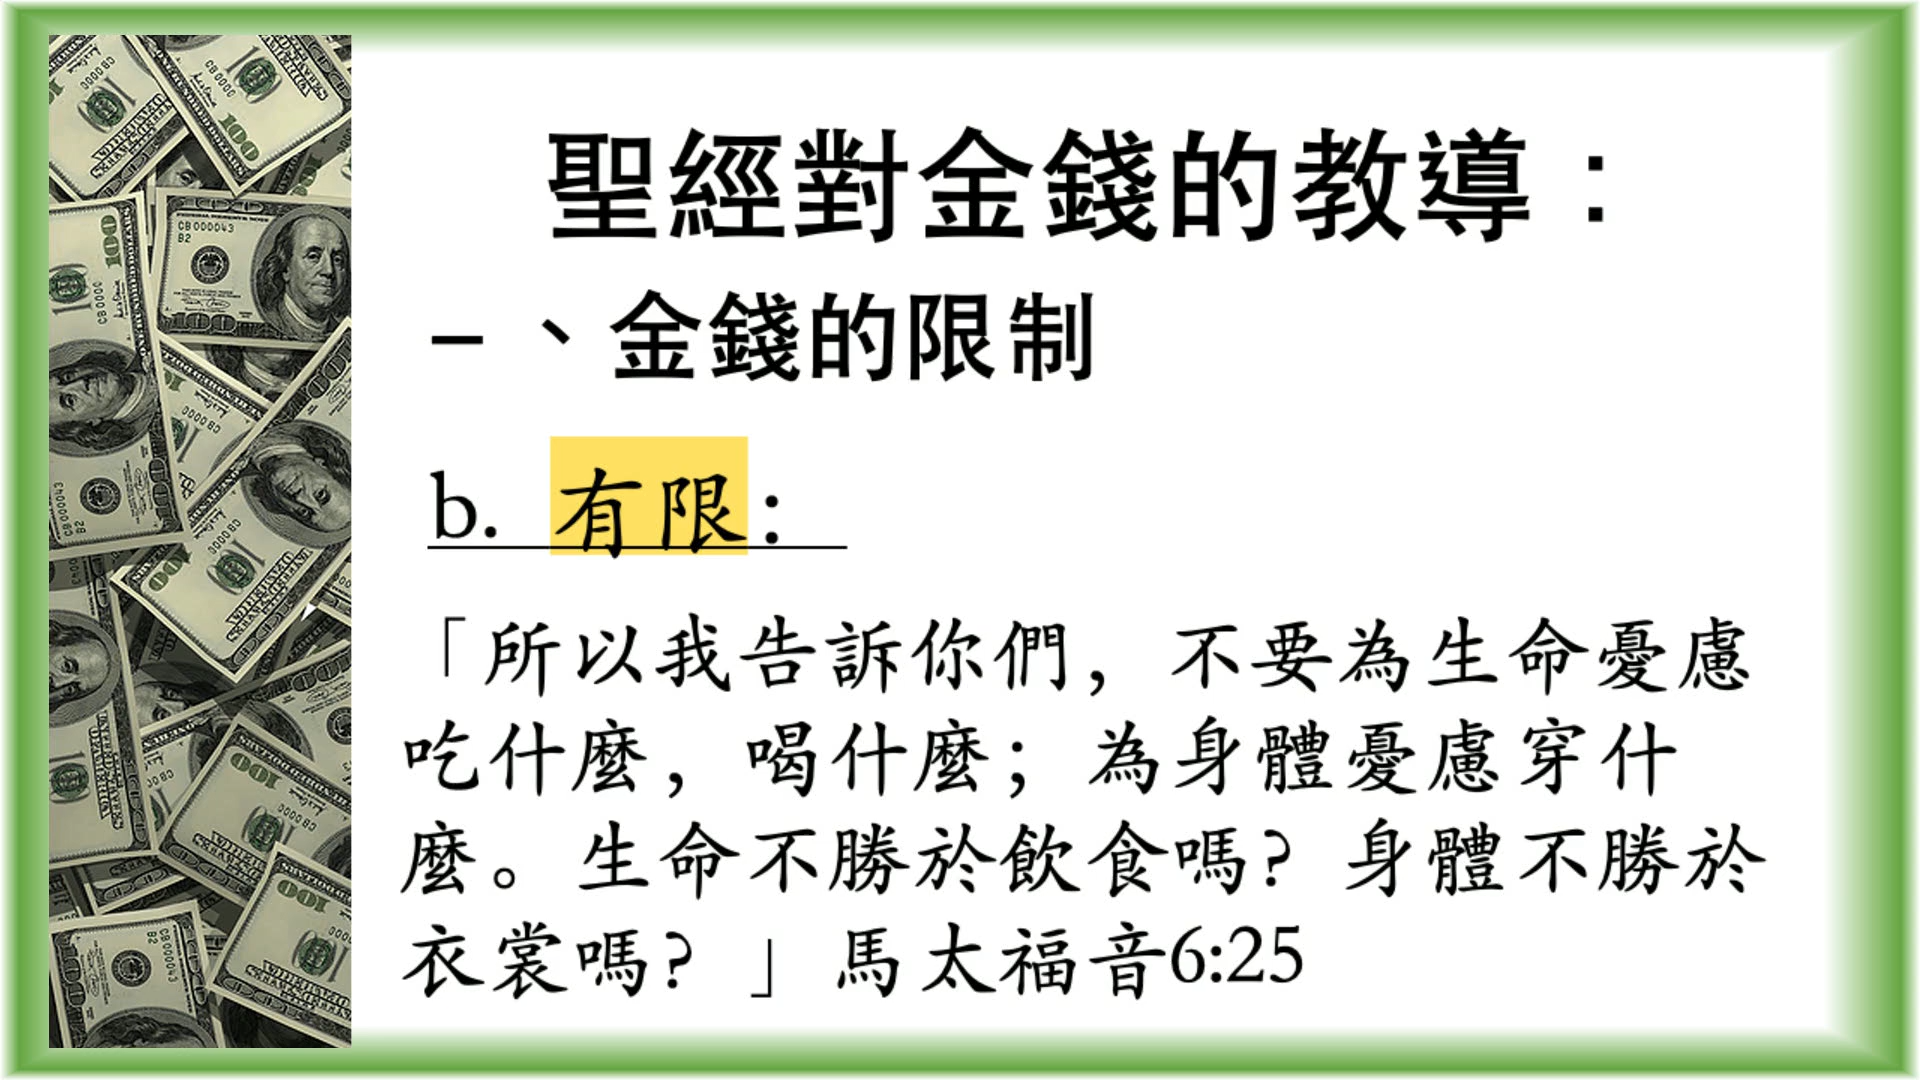 聖經對金錢的教導：
一、金錢的限制
b. 有限：
「所以我告訴你們，不要為生命憂慮
吃什麼，喝什麼；為身體憂慮穿什
麼。生命不勝於飲食嗎？身體不勝於
衣裳嗎？」馬太福音6:25